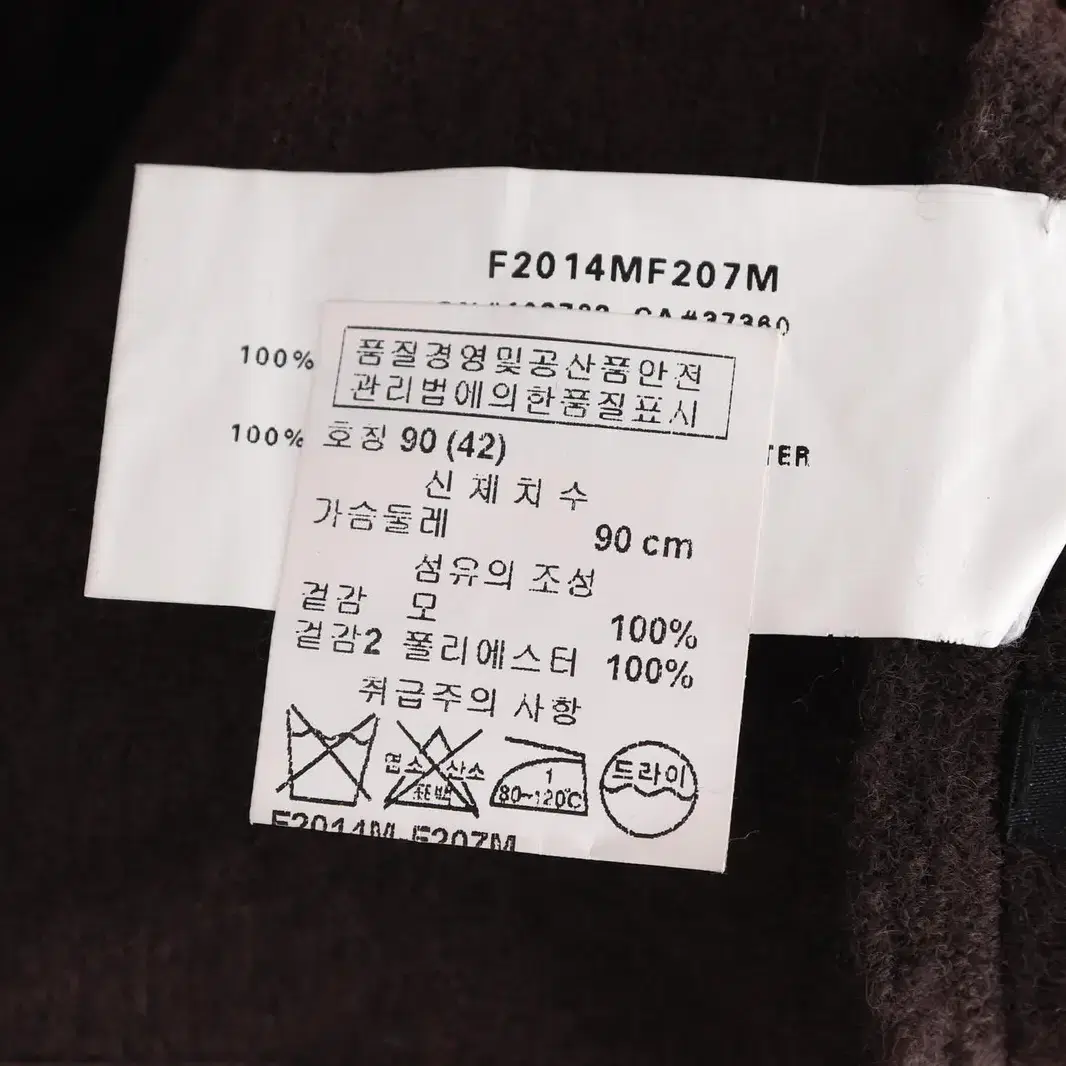 F2014MF207M
CA#37360
100%
100%
TER
품질경영및공산품안전
관리법에의한품질표시
호칭 90 (42)
신체치수
가슴둘레 90 cm
섬유의 조성
겉감 모 100%
겉감2 폴리에스터 100%
취급주의 사항
염소 산소
표백
1
80~120℃
드라이
F2014M F207M